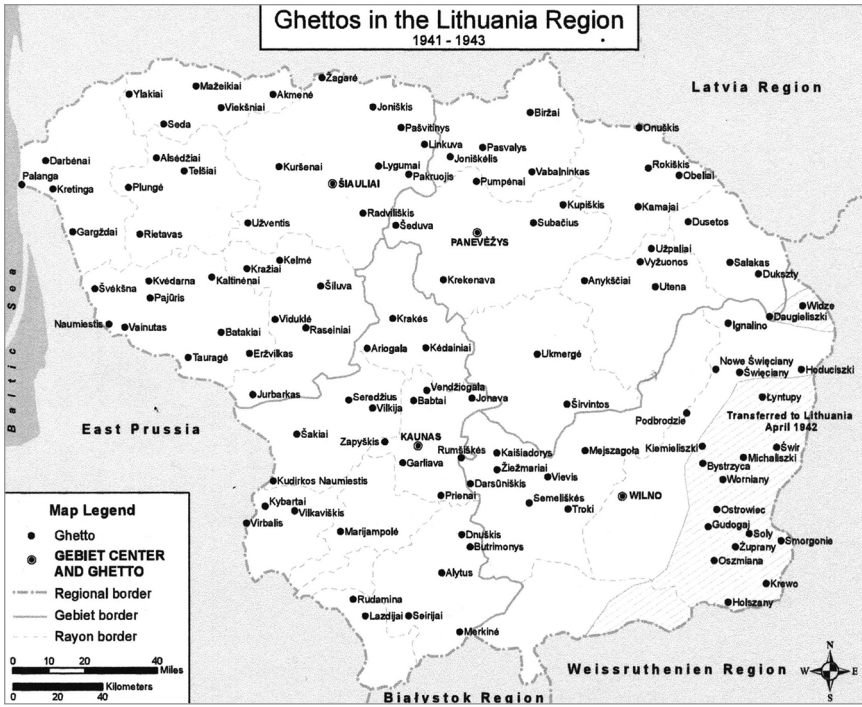 Ghettos in the Lithuania Region
1941 - 1943
Latvia Region
Žagarė
Mažeikiai
Ylakiai
Akmenė
Viekšniai
Joniškis
Biržai
Seda
Pašvitinys
Onuškis
Linkuva
Pasvalys
Joniškėlis
Darbėnai
Alsėdžiai
Telšiai
Kuršenai
Lygumai
Pakruojis
Vabalninkas
Rokiškis
Obeliai
Palanga
Kretinga
Plungė
ŠIAULIAI
Pumpėnai
Radviliškis
Kupiškis
Kamajai
Gargždai
Rietavas
Užventis
Šeduva
PANEVĖŽYS
Subačius
Dusetos
Užpaliai
Kelmė
Vyžuonos
Salakas
Dukszty
Kražiai
Kvėdarna
Kaltinėnai
Švėkšna
Pajūris
Šiluva
Krekenava
Anykščiai
Utena
Widze
Daugieliszki
Naumiestis
Vainutas
Batakiai
Viduklė
Raseiniai
Krakės
Ignalino
Tauragė
Eržvilkas
Ariogala
Kėdainiai
Ukmergė
Nowe Święciany
Święciany
Hoduciszki
Baltic Sea
Jurbarkas
Seredžius
Vilkija
Vendžiogala
Babtai
Jonava
Širvintos
Łyntupy
Podbrodzie
Transferred to Lithuania
April 1942
East Prussia
Šakiai
Zapyškis
KAUNAS
Rumšiškės
Kaišiadorys
Mejszagoła
Kiemieliszki
Świr
Michaliszki
Garliava
Žiežmariai
Bystrzyca
Kudirkos Naumiestis
Darsūniškis
Vievis
Worniany
Kybartai
Vilkaviškis
Prienai
Semeliškės
Troki
WILNO
Ostrowiec
Virbalis
Gudogaj
Marijampolė
Dnuškis
Soly
Smorgonie
Butrimonys
Żuprany
Oszmiana
Alytus
Krewo
Rudamina
Holszany
Lazdijai
Seirijai
Merkinė
Map Legend
Ghetto
GEBIET CENTER
AND GHETTO
Regional border
Gebiet border
Rayon border
0 10 20 40
Miles
Kilometers
0 20 40
Weissruthenien Region
Białystok Region
N
W E
S